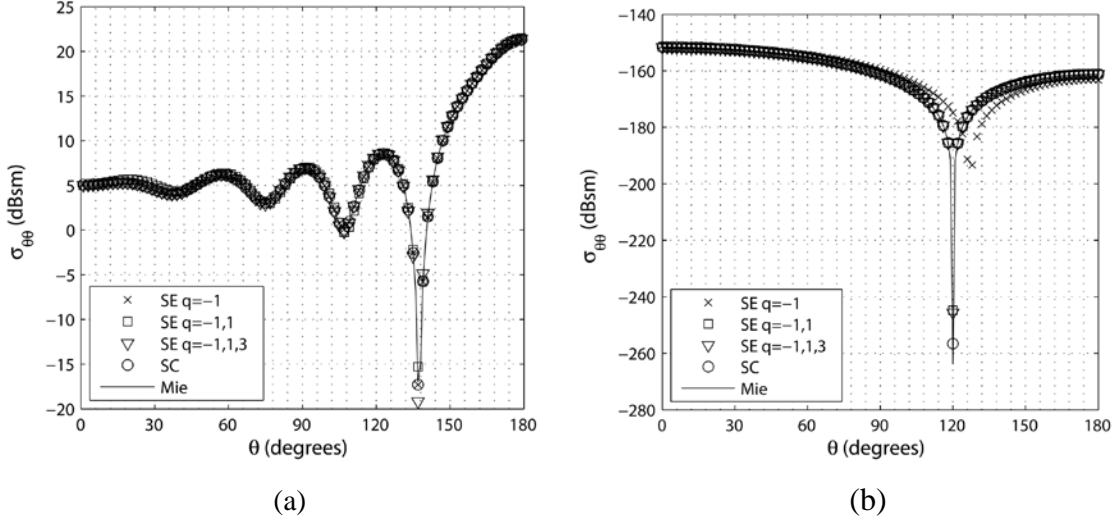 25
20
15
10
5
0
−5
−10
−15
−20
σθθ (dBsm)
SE q=−1
SE q=−1,1
SE q=−1,1,3
SC
Mie
0 30 60 90 120 150 180
θ (degrees)
(a)
−140
−160
−180
−200
−220
−240
−260
−280
σθθ (dBsm)
SE q=−1
SE q=−1,1
SE q=−1,1,3
SC
Mie
0 30 60 90 120 150 180
θ (degrees)
(b)